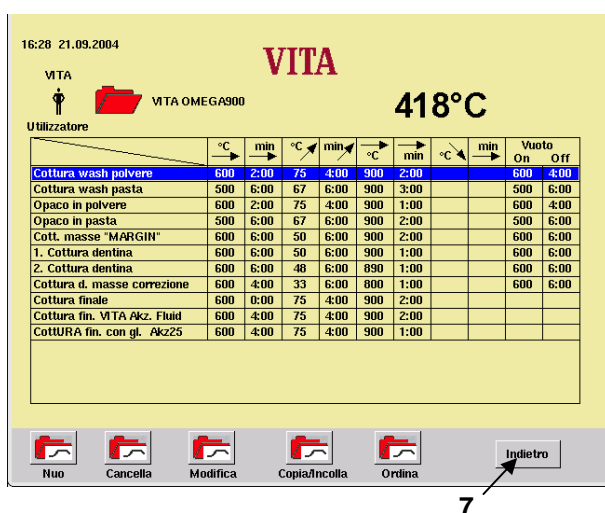 16:28 21.09.2004
VITA
VITA
VITA OMEGA900
418°C
Utilizzatore
°C min °C min °C min °C min Vuoto
On Off
Cottura wash polvere 600 2:00 75 4:00 900 2:00 600 4:00
Cottura wash pasta 500 6:00 67 6:00 900 3:00 500 6:00
Opaco in polvere 600 2:00 75 4:00 900 1:00 600 4:00
Opaco in pasta 500 6:00 67 6:00 900 2:00 500 6:00
Cott. masse "MARGIN" 600 6:00 50 6:00 900 2:00 600 6:00
1. Cottura dentina 600 6:00 50 6:00 900 1:00 600 6:00
2. Cottura dentina 600 6:00 48 6:00 890 1:00 600 6:00
Cottura d. masse correzione 600 4:00 33 6:00 800 1:00 600 6:00
Cottura finale 600 0:00 75 4:00 900 2:00
Cottura fin. VITA Akz. Fluid 600 4:00 75 4:00 900 2:00
CottURA fin. con gl. Akz25 600 4:00 75 4:00 900 1:00
Nuo Cancella Modifica Copia/Incolla Ordina Indietro
7